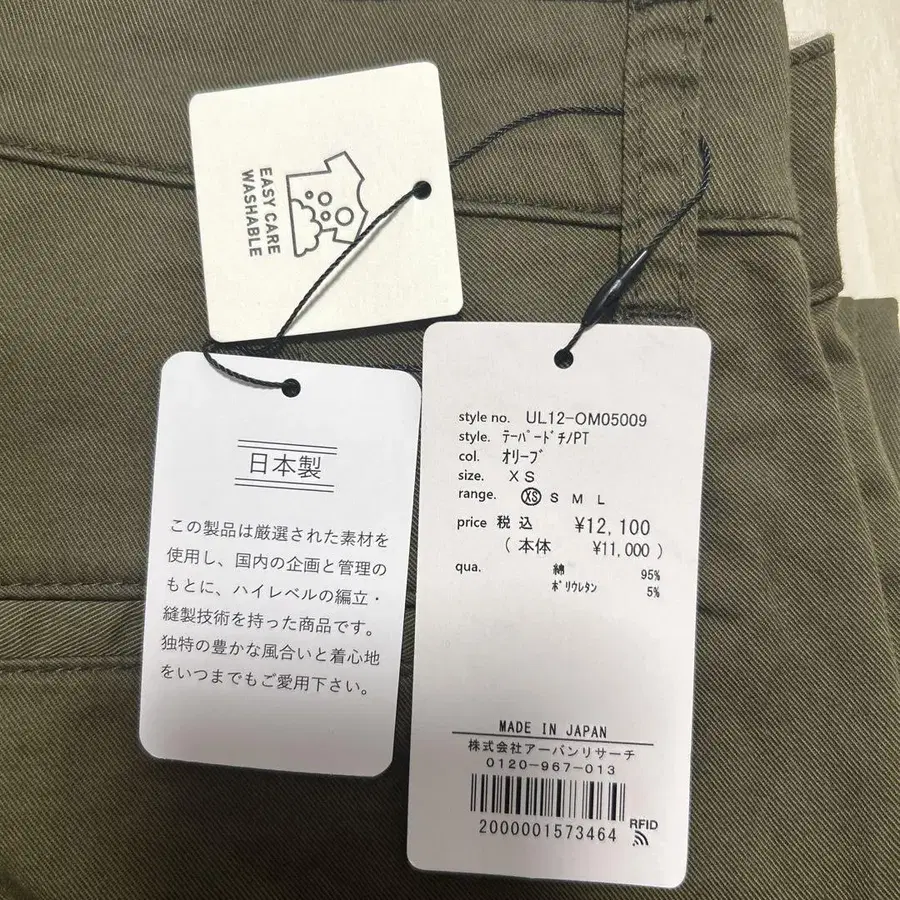 EASY CARE
WASHABLE
日本製
この製品は厳選された素材を
使用し、国内の企画と管理の
もとに、ハイレベルの編立・
縫製技術を持った商品です。
独特の豊かな風合いと着心地
をいつまでもご愛用下さい。
style no. UL12-OM05009
style. ﾃｰﾊﾟｰﾄﾞﾁﾉPT
col. ｵﾘｰﾌﾞ
size. XS
range. XS S M L
price 税込 ¥12,100
(本体 ¥11,000)
qua. 綿 95%
ﾎﾟﾘｳﾚﾀﾝ 5%
MADE IN JAPAN
株式会社アーバンリサーチ
0120-967-013
2000001573464
RFID